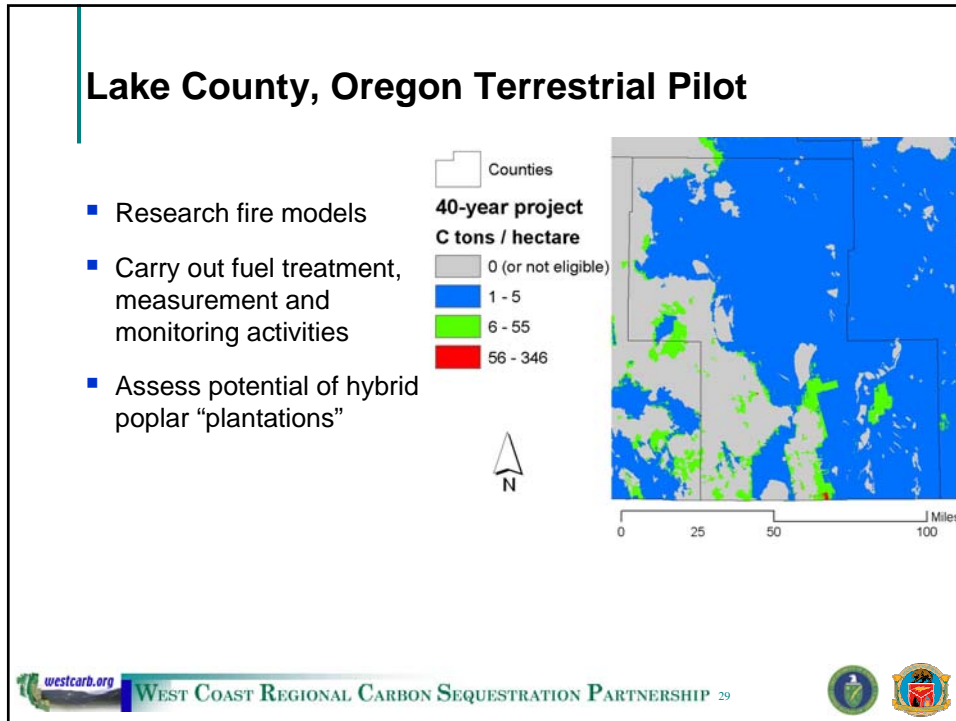 Lake County, Oregon Terrestrial Pilot
Research fire models
Carry out fuel treatment,
measurement and
monitoring activities
Assess potential of hybrid
poplar “plantations”
Counties
40-year project
C tons / hectare
0 (or not eligible)
1 - 5
6 - 55
56 - 346
N
Miles
0 25 50 100
westcarb.org
WEST COAST REGIONAL CARBON SEQUESTRATION PARTNERSHIP 29